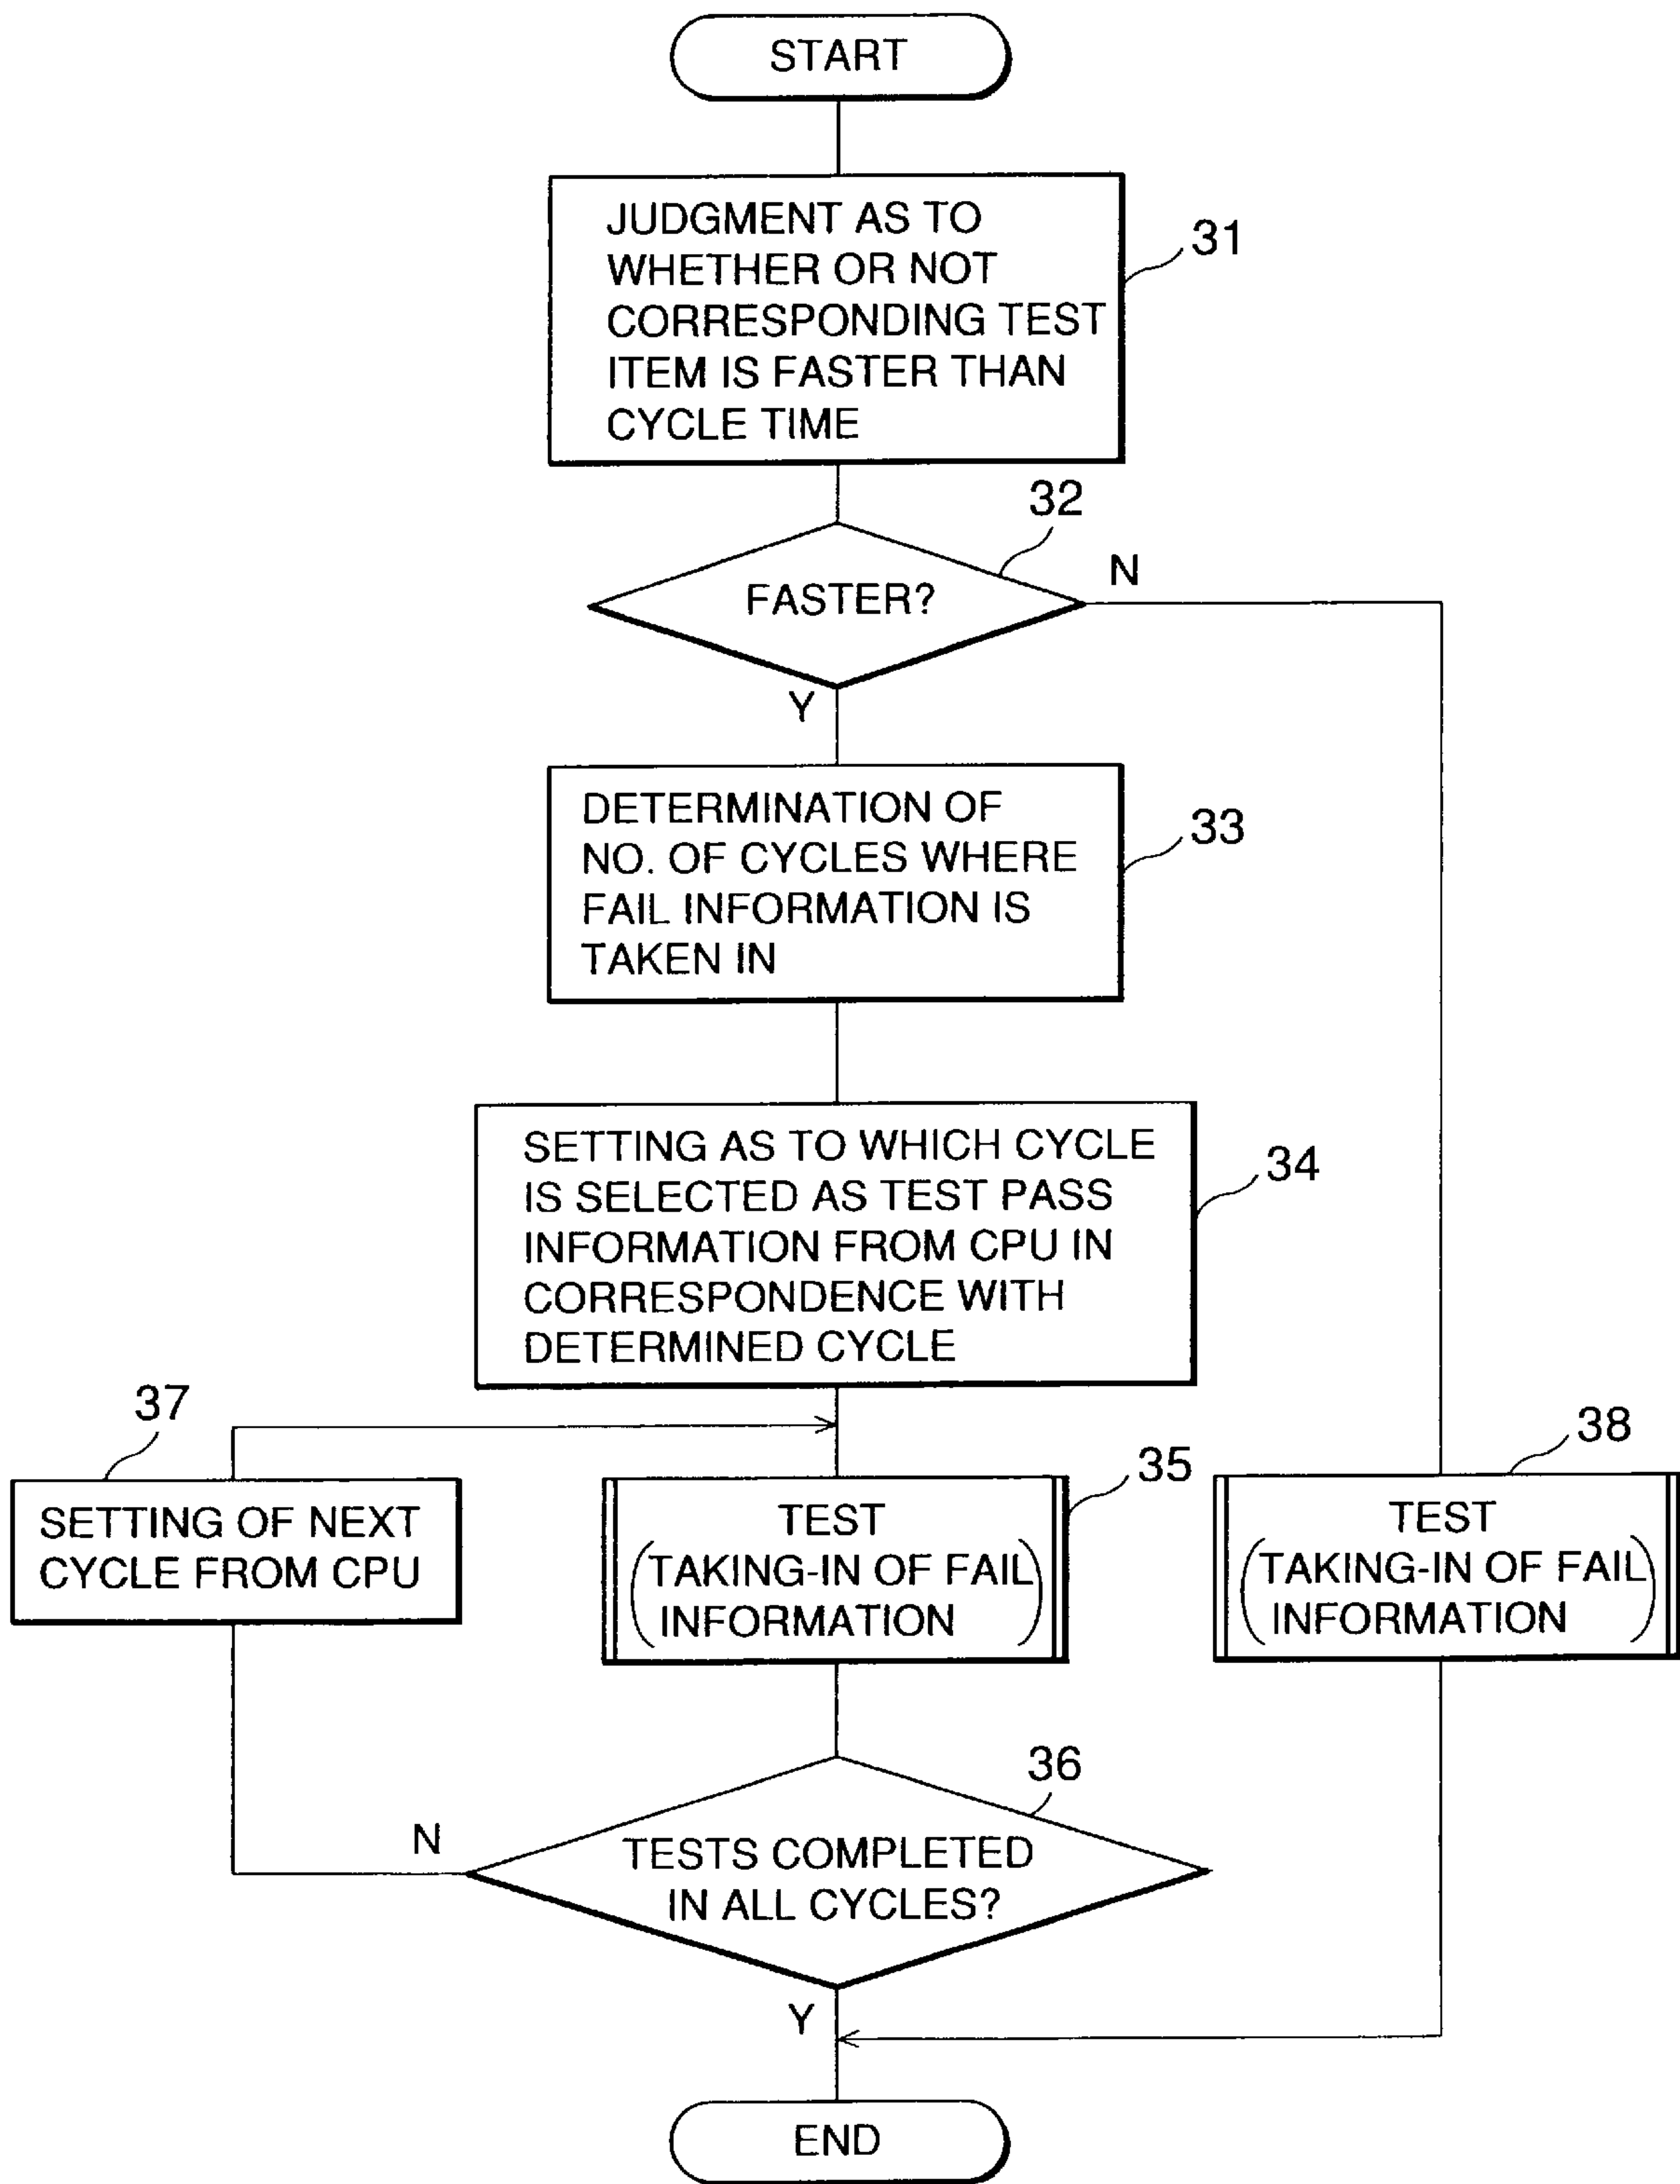 START
JUDGMENT AS TO
WHETHER OR NOT
CORRESPONDING TEST
ITEM IS FASTER THAN
CYCLE TIME
31
32
FASTER?
N
Y
DETERMINATION OF
NO. OF CYCLES WHERE
FAIL INFORMATION IS
TAKEN IN
33
SETTING AS TO WHICH CYCLE
IS SELECTED AS TEST PASS
INFORMATION FROM CPU IN
CORRESPONDENCE WITH
DETERMINED CYCLE
34
37
SETTING OF NEXT
CYCLE FROM CPU
35
TEST
(TAKING-IN OF FAIL
INFORMATION)
38
TEST
(TAKING-IN OF FAIL
INFORMATION)
36
TESTS COMPLETED
IN ALL CYCLES?
N
Y
END